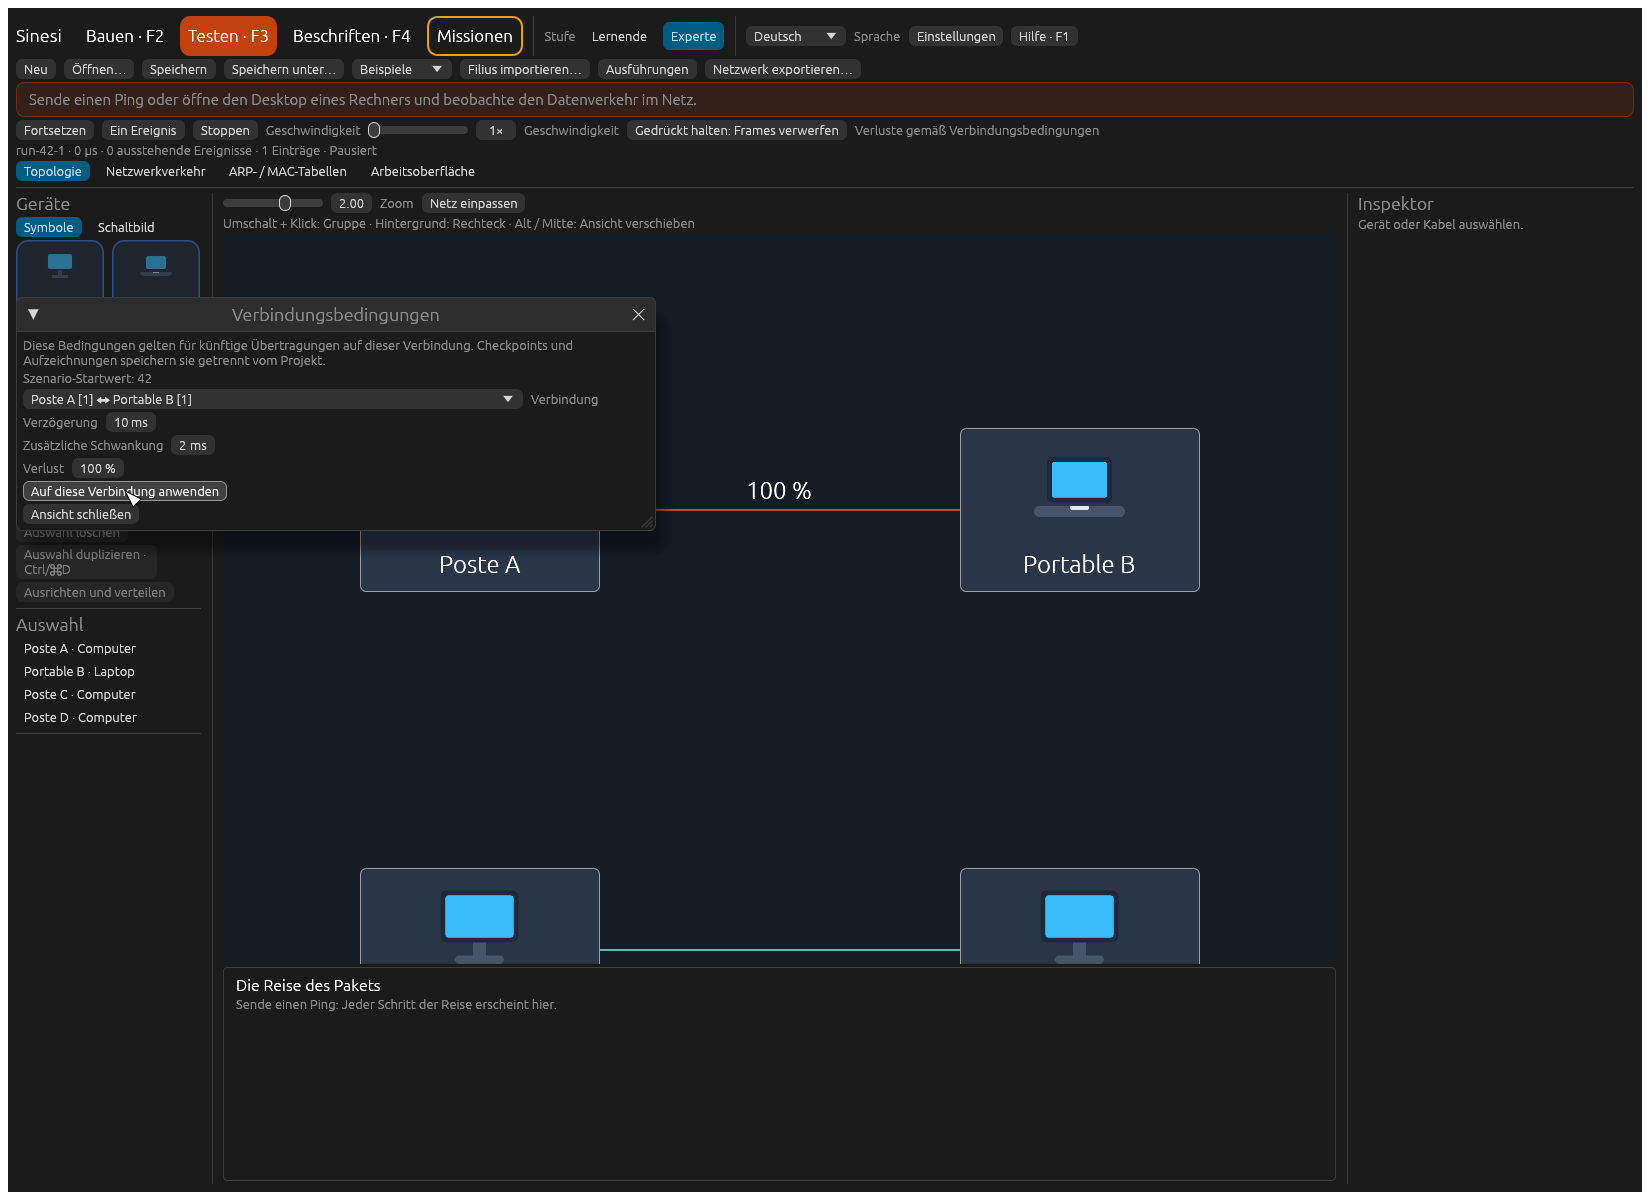 Sinesi Bauen · F2 Testen · F3 Beschriften · F4 Missionen Stufe Lernende Experte Deutsch Sprache Einstellungen Hilfe · F1
Neu Öffnen… Speichern Speichern unter… Beispiele Filius importieren… Ausführungen Netzwerk exportieren…
Sende einen Ping oder öffne den Desktop eines Rechners und beobachte den Datenverkehr im Netz.
Fortsetzen Ein Ereignis Stoppen Geschwindigkeit 1× Geschwindigkeit Gedrückt halten: Frames verwerfen Verluste gemäß Verbindungsbedingungen
run-42-1 · 0 µs · 0 ausstehende Ereignisse · 1 Einträge · Pausiert
Topologie Netzwerkverkehr ARP- / MAC-Tabellen Arbeitsoberfläche
Geräte
Symbole Schaltbild
2.00 Zoom Netz einpassen
Umschalt + Klick: Gruppe · Hintergrund: Rechteck · Alt / Mitte: Ansicht verschieben
Inspektor
Gerät oder Kabel auswählen.
Verbindungsbedingungen
Diese Bedingungen gelten für künftige Übertragungen auf dieser Verbindung. Checkpoints und
Aufzeichnungen speichern sie getrennt vom Projekt.
Szenario-Startwert: 42
Poste A [1] ⬌ Portable B [1] Verbindung
Verzögerung 10 ms
Zusätzliche Schwankung 2 ms
Verlust 100 %
Auf diese Verbindung anwenden
Ansicht schließen
Auswahl löschen
Auswahl duplizieren ·
Ctrl/⌘D
Ausrichten und verteilen
Auswahl
Poste A · Computer
Portable B · Laptop
Poste C · Computer
Poste D · Computer
100 %
Poste A
Portable B
Die Reise des Pakets
Sende einen Ping: Jeder Schritt der Reise erscheint hier.